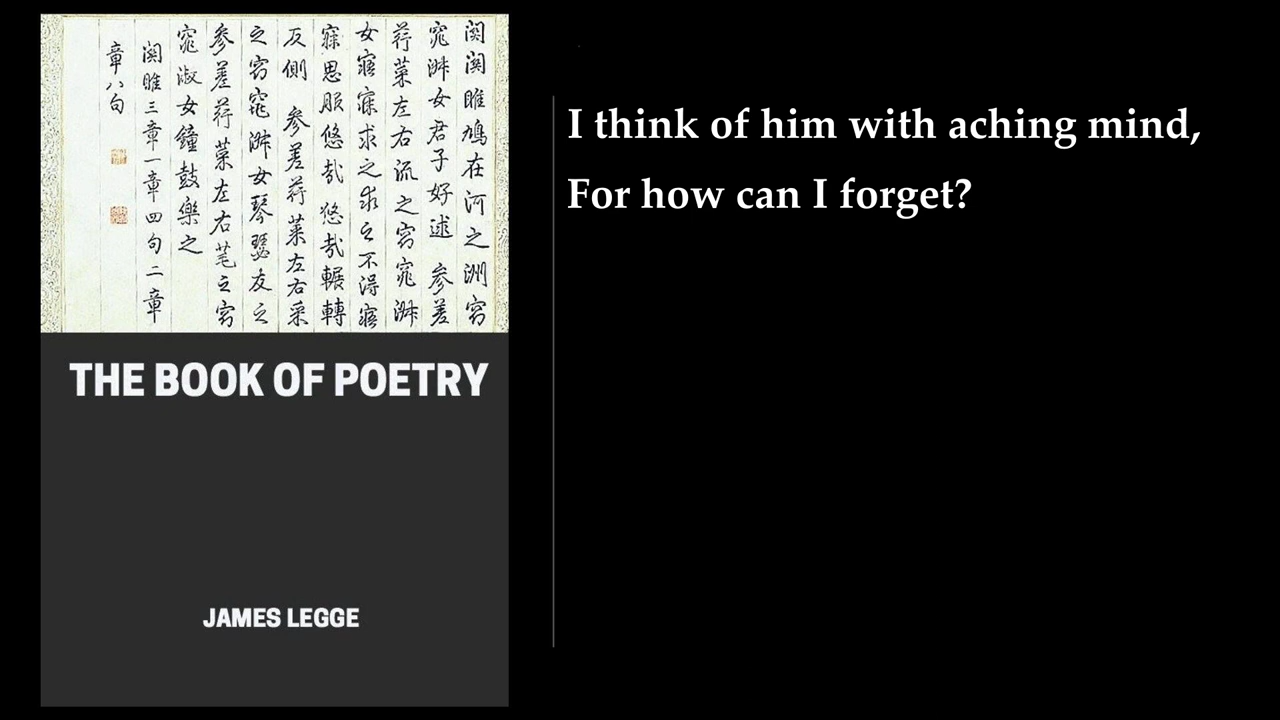 関関雎鳩在河之洲窈
窕淑女君子好逑 參差
荇菜左右流之窈窕淑
女寤寐求之求之不得寤
寐思服悠哉悠哉輾轉
反側 參差荇菜左右采
之窈窕淑女琴瑟友之
參差荇菜左右芼之窈
窕淑女鐘鼓樂之
関雎三章一章四句二章
章八句
THE BOOK OF POETRY
JAMES LEGGE
I think of him with aching mind,
For how can I forget?